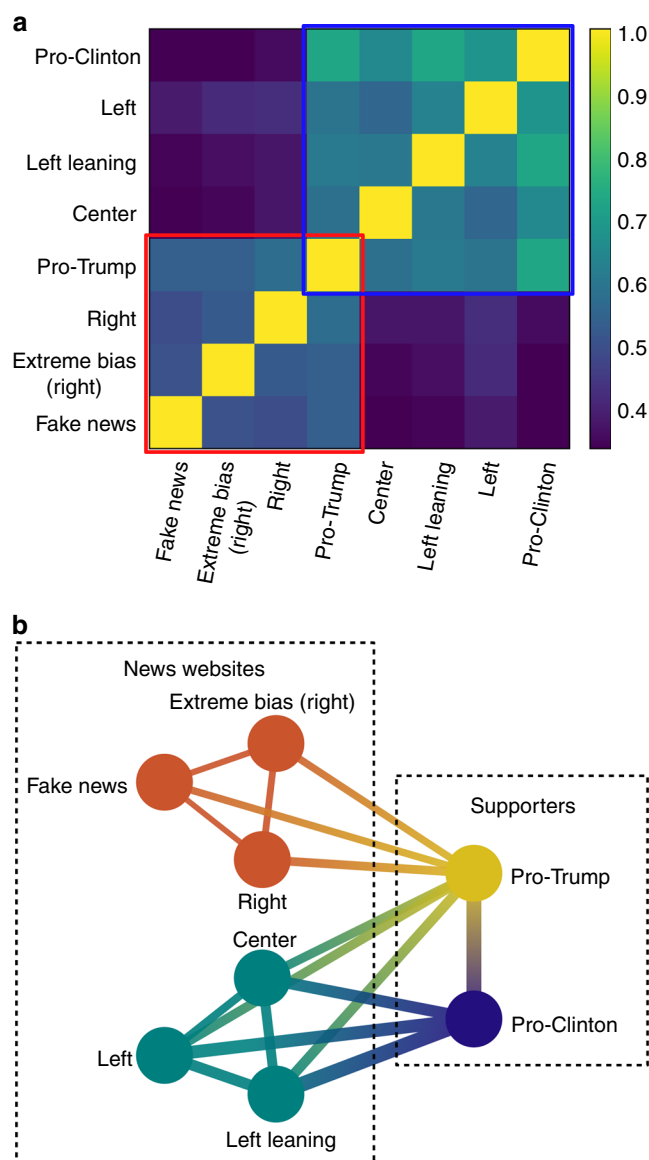 a
Pro-Clinton
Left
Left leaning
Center
Pro-Trump
Right
Extreme bias
(right)
Fake news
1.0
0.9
0.8
0.7
0.6
0.5
0.4
Fake news
Extreme bias
(right)
Right
Pro-Trump
Center
Left leaning
Left
Pro-Clinton
b
News websites
Extreme bias (right)
Fake news
Right
Supporters
Pro-Trump
Center
Pro-Clinton
Left
Left leaning